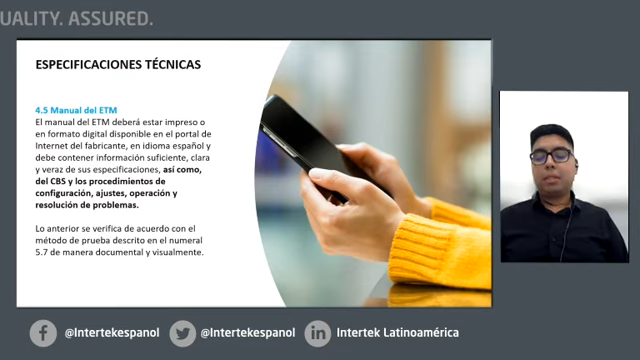 UALITY. ASSURED.
ESPECIFICACIONES TÉCNICAS
4.5 Manual del ETM
El manual del ETM deberá estar impreso o
en formato digital disponible en el portal de
Internet del fabricante, en idioma español y
debe contener información suficiente, clara
y veraz de sus especificaciones, así como,
del CBS y los procedimientos de
configuración, ajustes, operación y
resolución de problemas.
Lo anterior se verifica de acuerdo con el
método de prueba descrito en el numeral
5.7 de manera documental y visualmente.
@Intertekespanol
@Intertekespanol
Intertek Latinoamérica